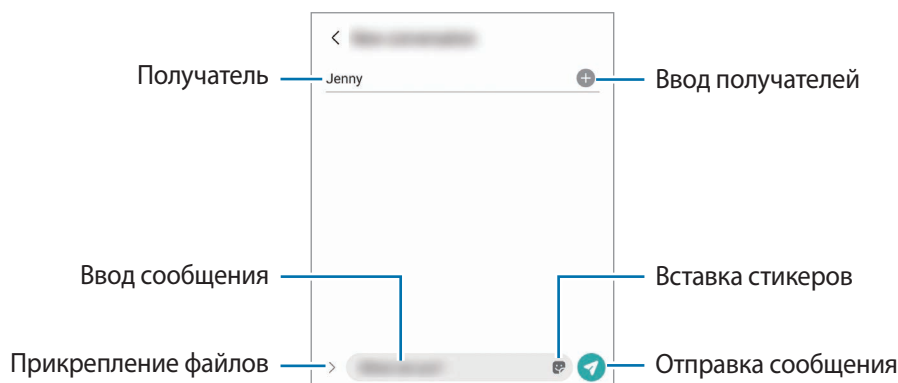 Получатель
Jenny
Ввод получателей
Ввод сообщения
Вставка стикеров
Прикрепление файлов
Отправка сообщения